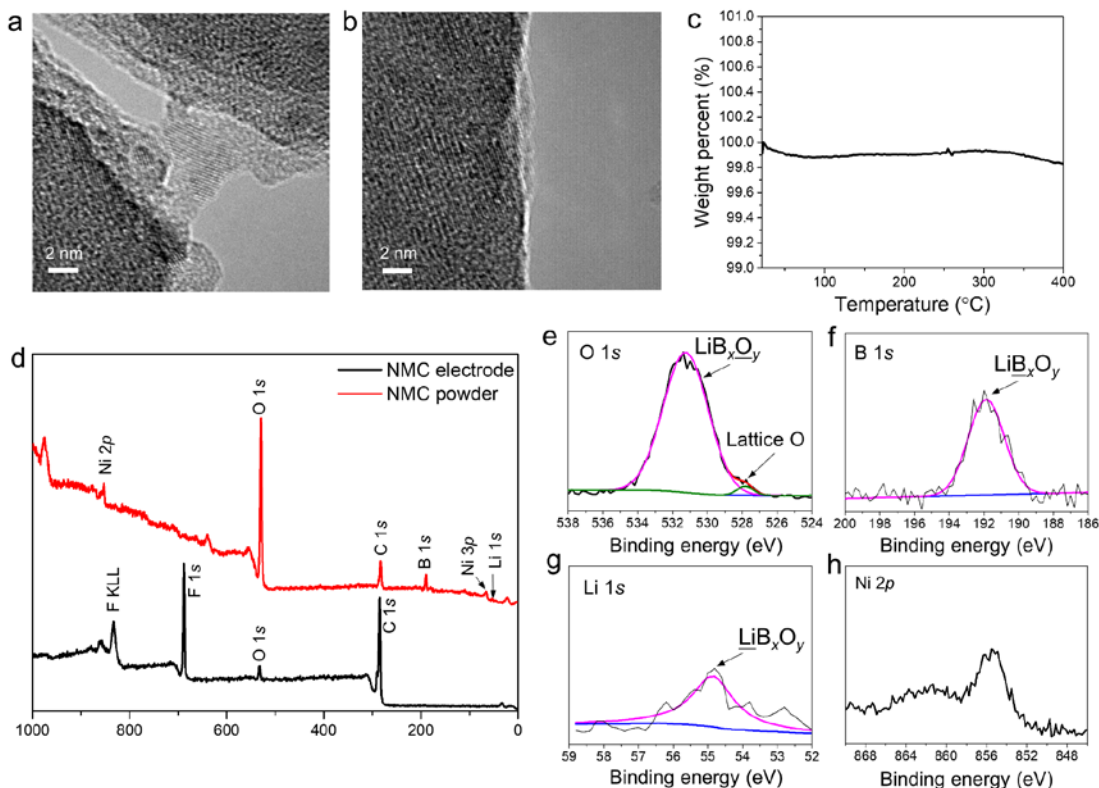 a
2 nm
b
2 nm
c
101.0
100.8
100.6
100.4
100.2
100.0
99.8
99.6
99.4
99.2
99.0
Weight percent (%)
100 200 300 400
Temperature (°C)
d
NMC electrode
NMC powder
Ni 2p
O 1s
C 1s
B 1s
Ni 3p
Li 1s
F KLL
F 1s
O 1s
C 1s
1000 800 600 400 200 0
e
O 1s
LiBxOy
Lattice O
538 536 534 532 530 528 526 524
Binding energy (eV)
f
B 1s
LiBxOy
200 198 196 194 192 190 188 186
Binding energy (eV)
g
Li 1s
LiBxOy
59 58 57 56 55 54 53 52
Binding energy (eV)
h
Ni 2p
868 864 860 856 852 848
Binding energy (eV)